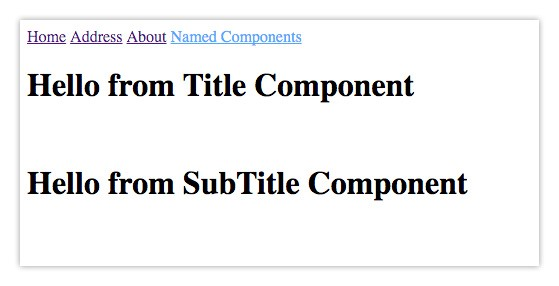 Home Address About Named Components
Hello from Title Component
Hello from SubTitle Component